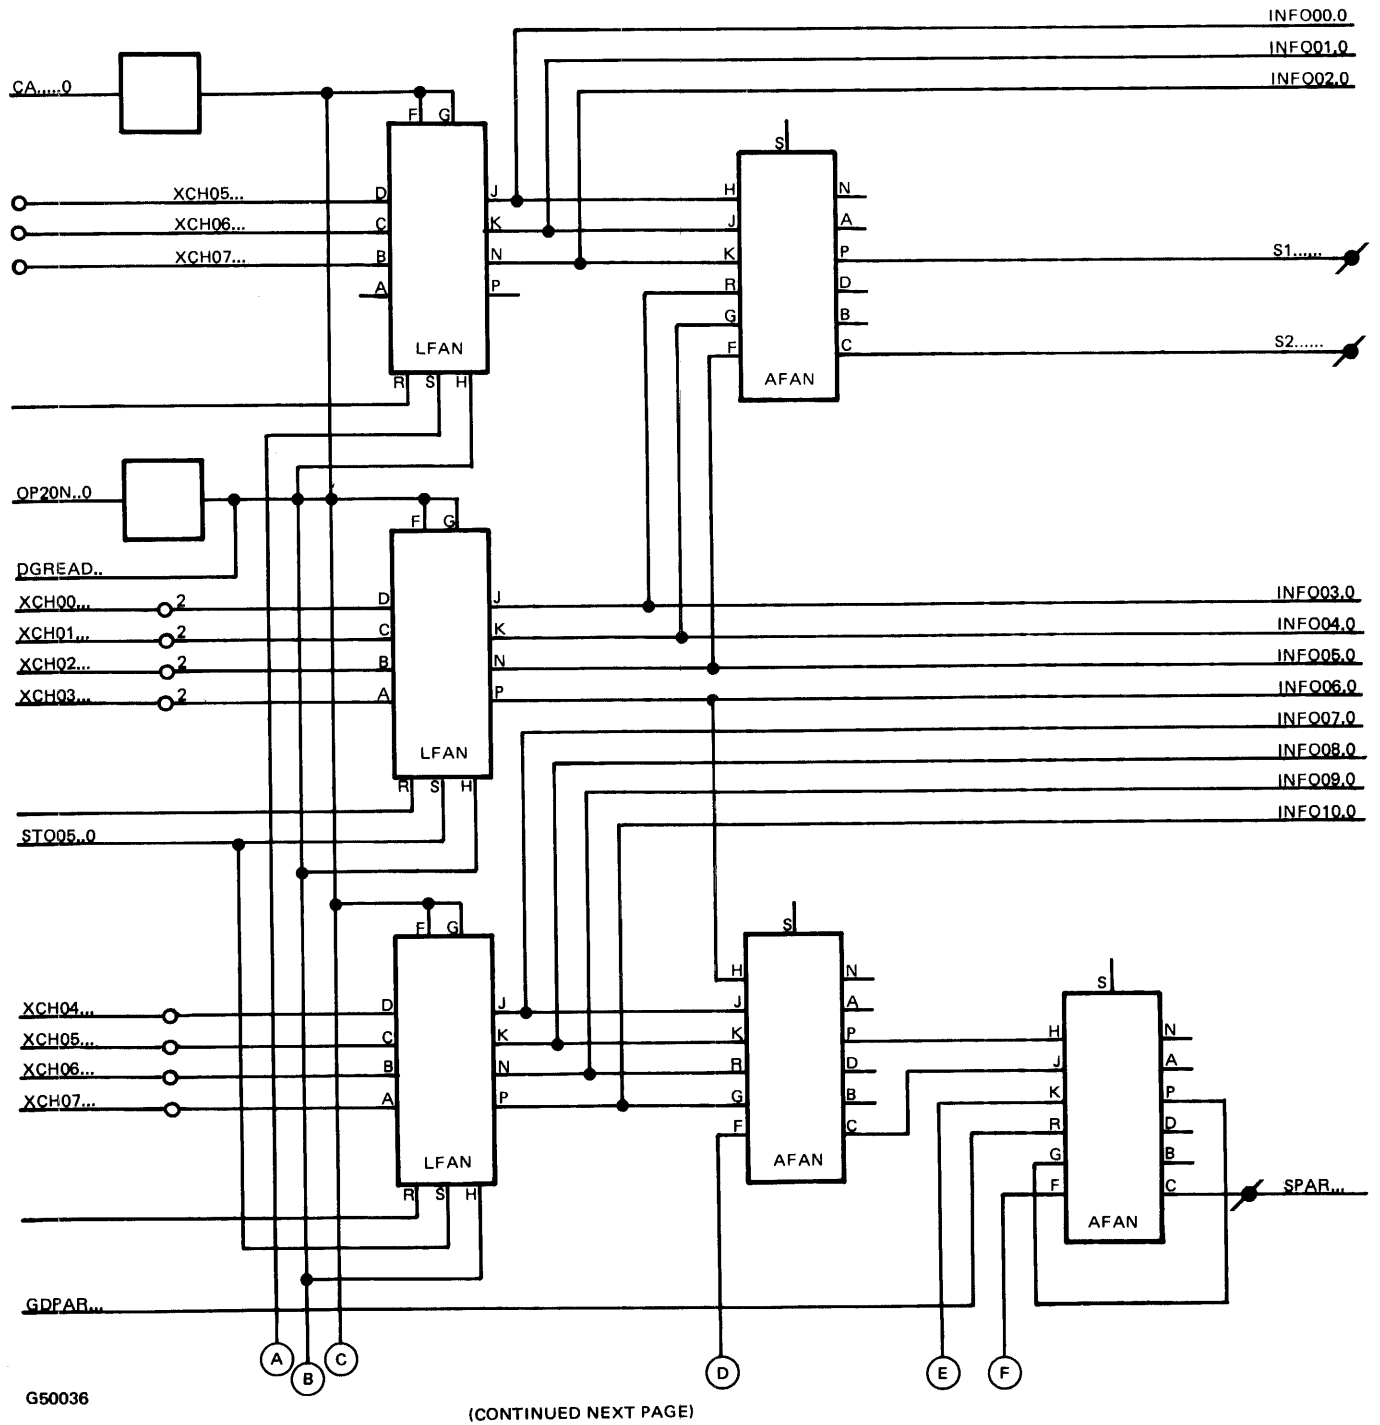 INFO00.0
INFO01.0
INFO02.0
CA.....0
F G
S
XCH05... D J H N
XCH06... C K J A
XCH07... B N K P S1......
A P R D
G B
LFAN F C S2......
AFAN
R S H
OP20N..0
F G
DGREAD..
XCH00... 2 D J INFO03.0
XCH01... 2 C K INFO04.0
XCH02... 2 B N INFO05.0
XCH03... 2 A P INFO06.0
INFO07.0
LFAN INFO08.0
R S H INFO09.0
INFO10.0
STO05..0
F G S
H N S
XCH04... D J J A
XCH05... C K K P H N
XCH06... B N R D J A
XCH07... A P G B K P
F C R D
LFAN AFAN G B
R S H F C SPAR...
AFAN
GDPAR...
A B C D E F
G50036
(CONTINUED NEXT PAGE)